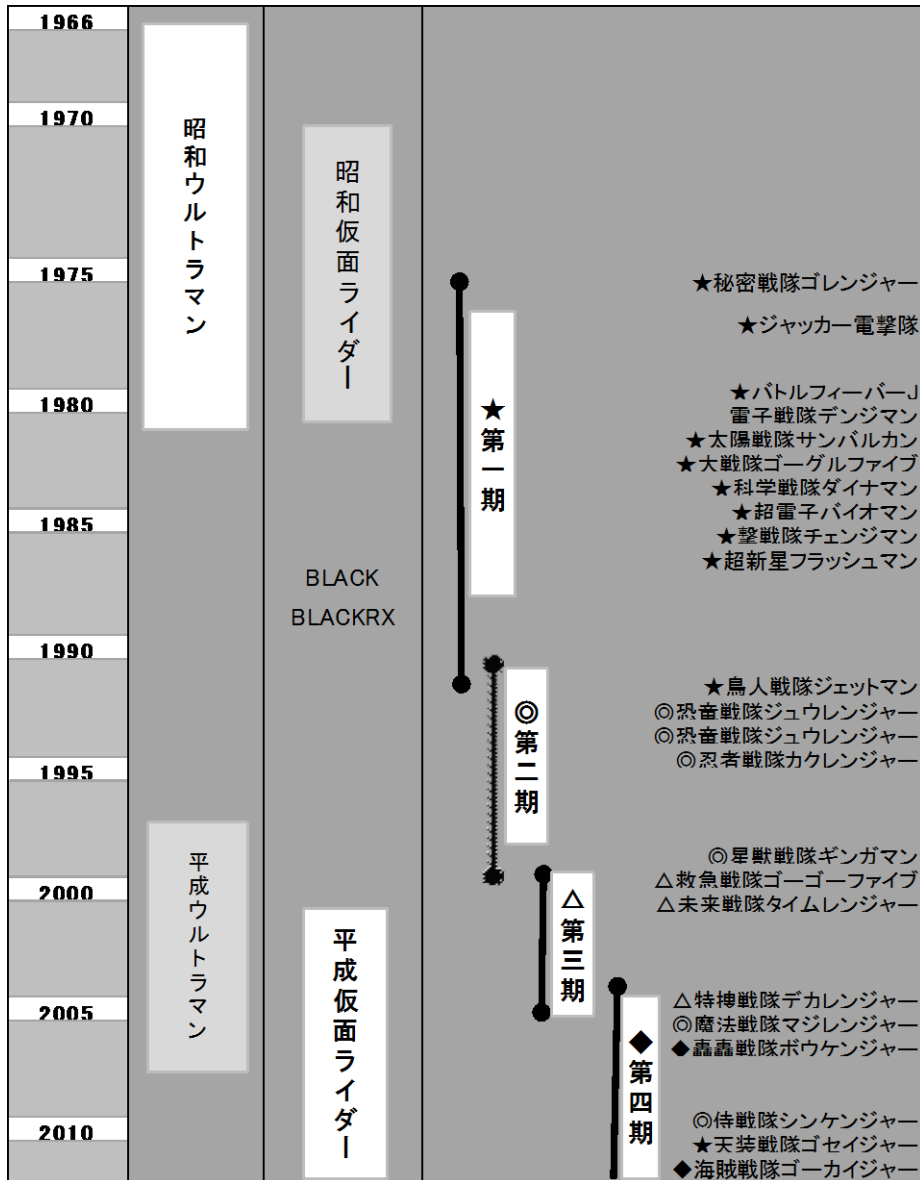 1966
1970
1975
1980
1985
1990
1995
2000
2005
2010
昭和ウルトラマン
平成ウルトラマン
昭和仮面ライダー
BLACK
BLACKRX
平成仮面ライダー
★第一期
◎第二期
△第三期
◆第四期
★秘密戦隊ゴレンジャー
★ジャッカー電撃隊
★バトルフィーバーJ
電子戦隊デンジマン
★太陽戦隊サンバルカン
★大戦隊ゴーグルファイブ
★科学戦隊ダイナマン
★超電子バイオマン
★撃戦隊チェンジマン
★超新星フラッシュマン
★鳥人戦隊ジェットマン
◎恐竜戦隊ジュウレンジャー
◎恐竜戦隊ジュウレンジャー
◎忍者戦隊カクレンジャー
◎星獣戦隊ギンガマン
△救急戦隊ゴーゴーファイブ
△未来戦隊タイムレンジャー
△特捜戦隊デカレンジャー
◎魔法戦隊マジレンジャー
◆轟轟戦隊ボウケンジャー
◎侍戦隊シンケンジャー
★天装戦隊ゴセイジャー
◆海賊戦隊ゴーカイジャー